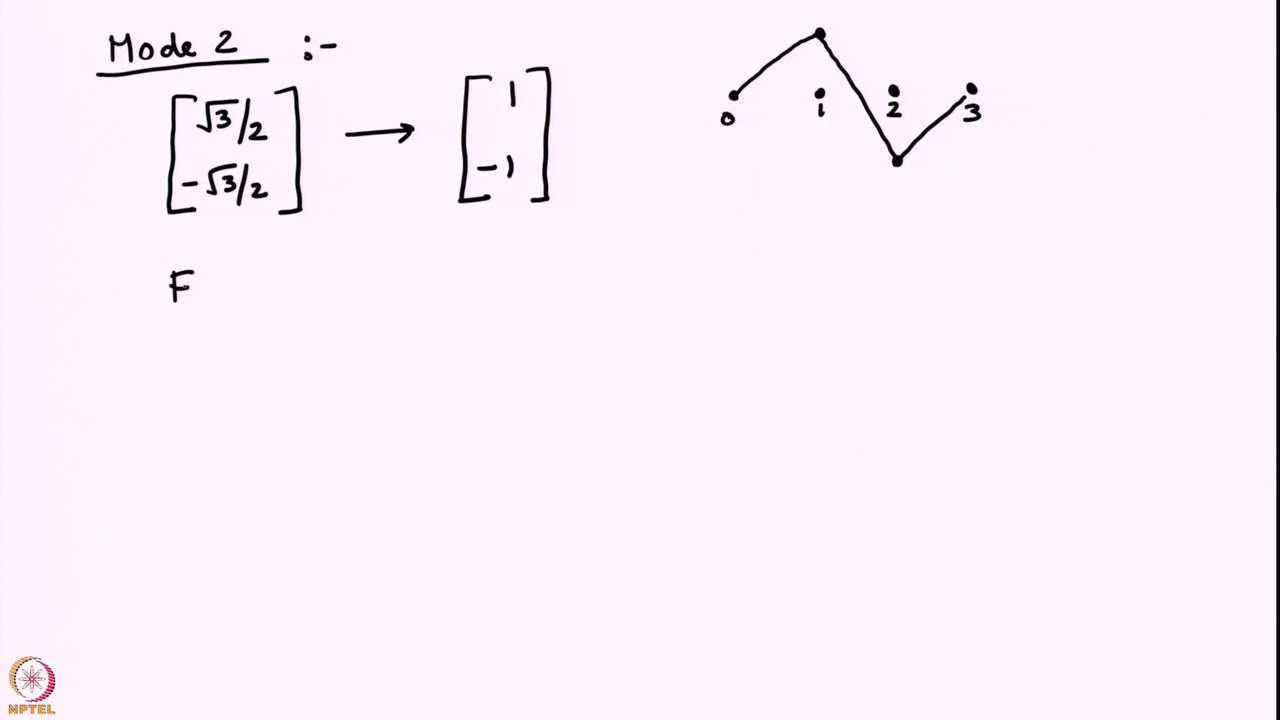 Mode 2 :-
[√3/2
-√3/2] → [1
-1]
0 1 2 3
F
NPTEL